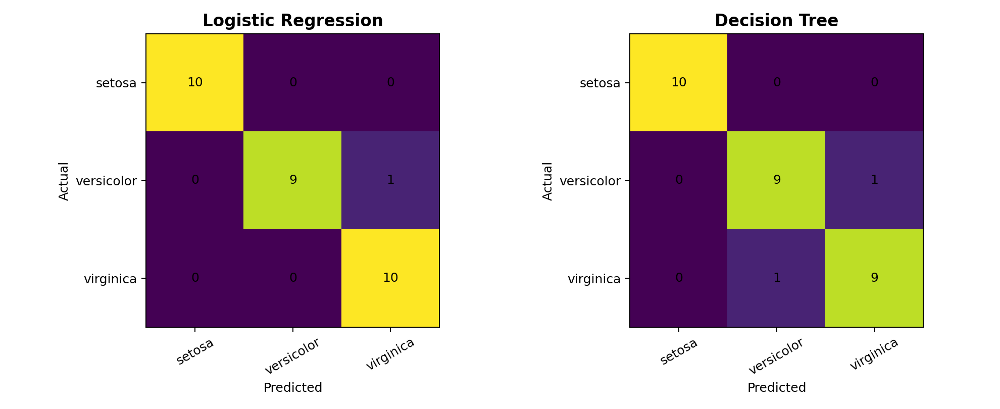 Logistic Regression
setosa 10 0 0
versicolor 0 9 1
virginica 0 0 10
Actual
setosa versicolor virginica
Predicted
Decision Tree
setosa 10 0 0
versicolor 0 9 1
virginica 0 1 9
Actual
setosa versicolor virginica
Predicted